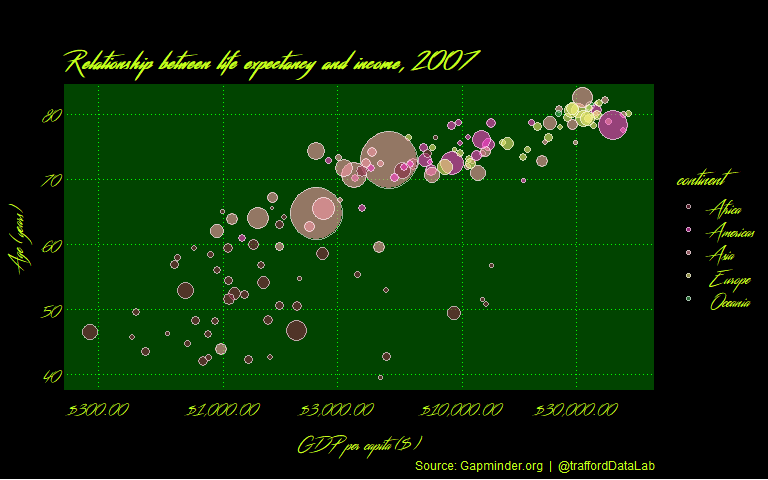 Relationship between life expectancy and income, 2007
80
70
60
50
40
Age (years)
$300.00
$1,000.00
$3,000.00
$10,000.00
$30,000.00
GDP per capita ($)
continent
Africa
Americas
Asia
Europe
Oceania
Source: Gapminder.org | @traffordDataLab